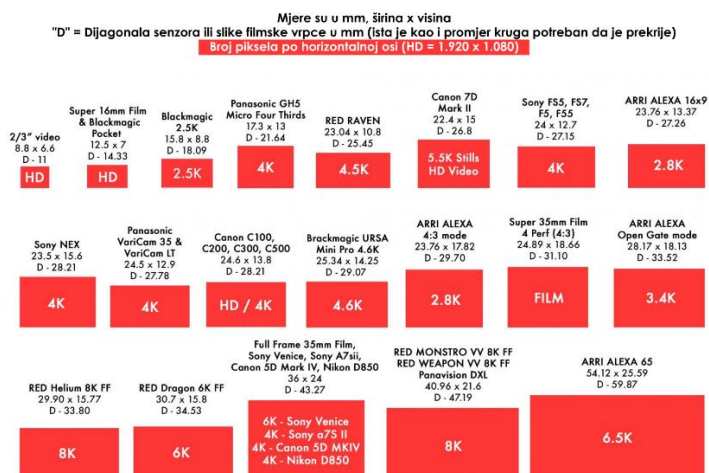 Mjere su u mm, širina x visina
"D" = Dijagonala senzora ili slike filmske vrpce u mm (ista je kao i promjer kruga potreban da je prekrije)
Broj piksela po horizontalnoj osi (HD = 1.920 x 1.080)
2/3" video
8.8 x 6.6
D - 11
HD
Super 16mm Film
& Blackmagic
Pocket
12.5 x 7
D - 14.33
HD
Blackmagic
2.5K
15.8 x 8.8
D - 18.09
2.5K
Panasonic GH5
Micro Four Thirds
17.3 x 13
D - 21.64
4K
RED RAVEN
23.04 x 10.8
D - 25.45
4.5K
Canon 7D
Mark II
22.4 x 15
D - 26.8
5.5K Stills
HD Video
Sony FS5, FS7,
F5, F55
24 x 12.7
D - 27.15
4K
ARRI ALEXA 16x9
23.76 x 13.37
D - 27.26
2.8K
Sony NEX
23.5 x 15.6
D - 28.21
4K
Panasonic
VariCam 35 &
VariCam LT
24.5 x 12.9
D - 27.78
4K
Canon C100,
C200, C300, C500
24.6 x 13.8
D - 28.21
HD / 4K
Brackmagic URSA
Mini Pro 4.6K
25.34 x 14.25
D - 29.07
4.6K
ARRI ALEXA
4:3 mode
23.76 x 17.82
D - 29.70
2.8K
Super 35mm Film
4 Perf (4:3)
24.89 x 18.66
D - 31.10
FILM
ARRI ALEXA
Open Gate mode
28.17 x 18.13
D - 33.52
3.4K
RED Helium 8K FF
29.90 x 15.77
D - 33.80
8K
RED Dragon 6K FF
30.7 x 15.8
D - 34.53
6K
Full Frame 35mm Film,
Sony Venice, Sony A7sii,
Canon 5D Mark IV, Nikon D850
36 x 24
D - 43.27
6K - Sony Venice
4K - Sony a7S II
4K - Canon 5D MKIV
4K - Nikon D850
RED MONSTRO VV 8K FF
RED WEAPON VV 8K FF
Panavision DXL
40.96 x 21.6
D - 47.19
8K
ARRI ALEXA 65
54.12 x 25.59
D - 59.87
6.5K